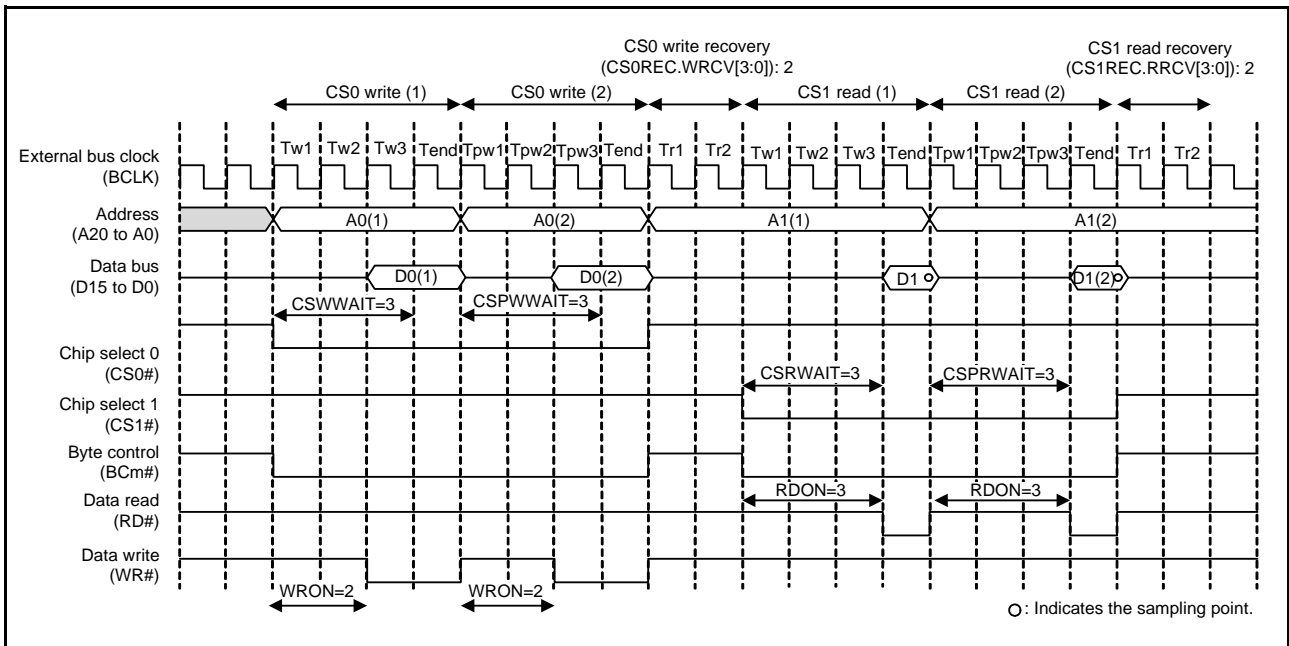 CS0 write recovery
(CS0REC.WRCV[3:0]): 2
CS1 read recovery
(CS1REC.RRCV[3:0]): 2
CS0 write (1) CS0 write (2) CS1 read (1) CS1 read (2)
External bus clock
(BCLK)
Tw1 Tw2 Tw3 Tend Tpw1 Tpw2 Tpw3 Tend Tr1 Tr2 Tw1 Tw2 Tw3 Tend Tpw1 Tpw2 Tpw3 Tend Tr1 Tr2
Address
(A20 to A0)
A0(1) A0(2) A1(1) A1(2)
Data bus
(D15 to D0)
D0(1) D0(2) D1 D1(2)
CSWWAIT=3 CSPWWAIT=3
Chip select 0
(CS0#)
CSRWAIT=3 CSPRWAIT=3
Chip select 1
(CS1#)
Byte control
(BCm#)
Data read
(RD#)
RDON=3 RDON=3
Data write
(WR#)
WRON=2 WRON=2
: Indicates the sampling point.